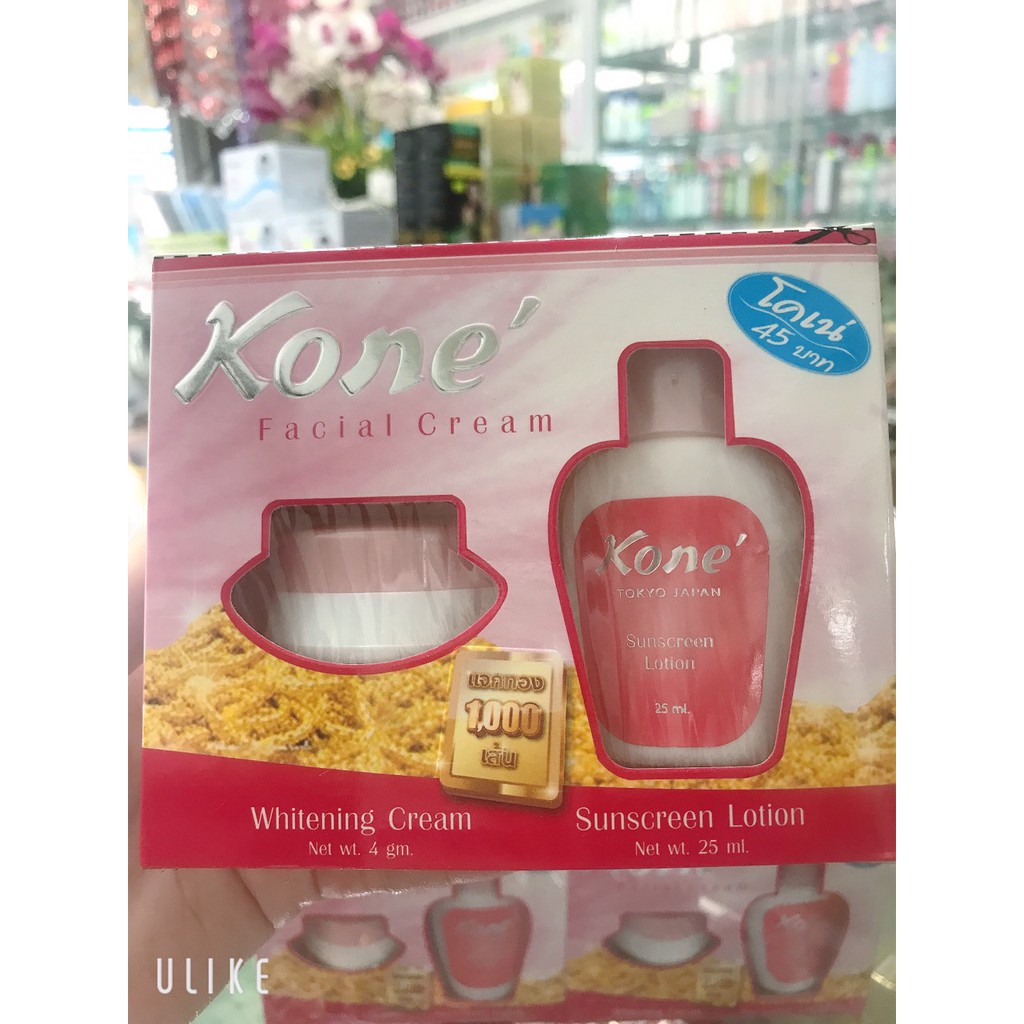 Koné
Facial Cream
โคเน่
45 บาท
Koné
TOKYO JAPAN
Sunscreen
Lotion
25 ml.
แจกทอง
1,000
เส้น
Whitening Cream
Net wt. 4 gm.
Sunscreen Lotion
Net wt. 25 ml.
ULIKE